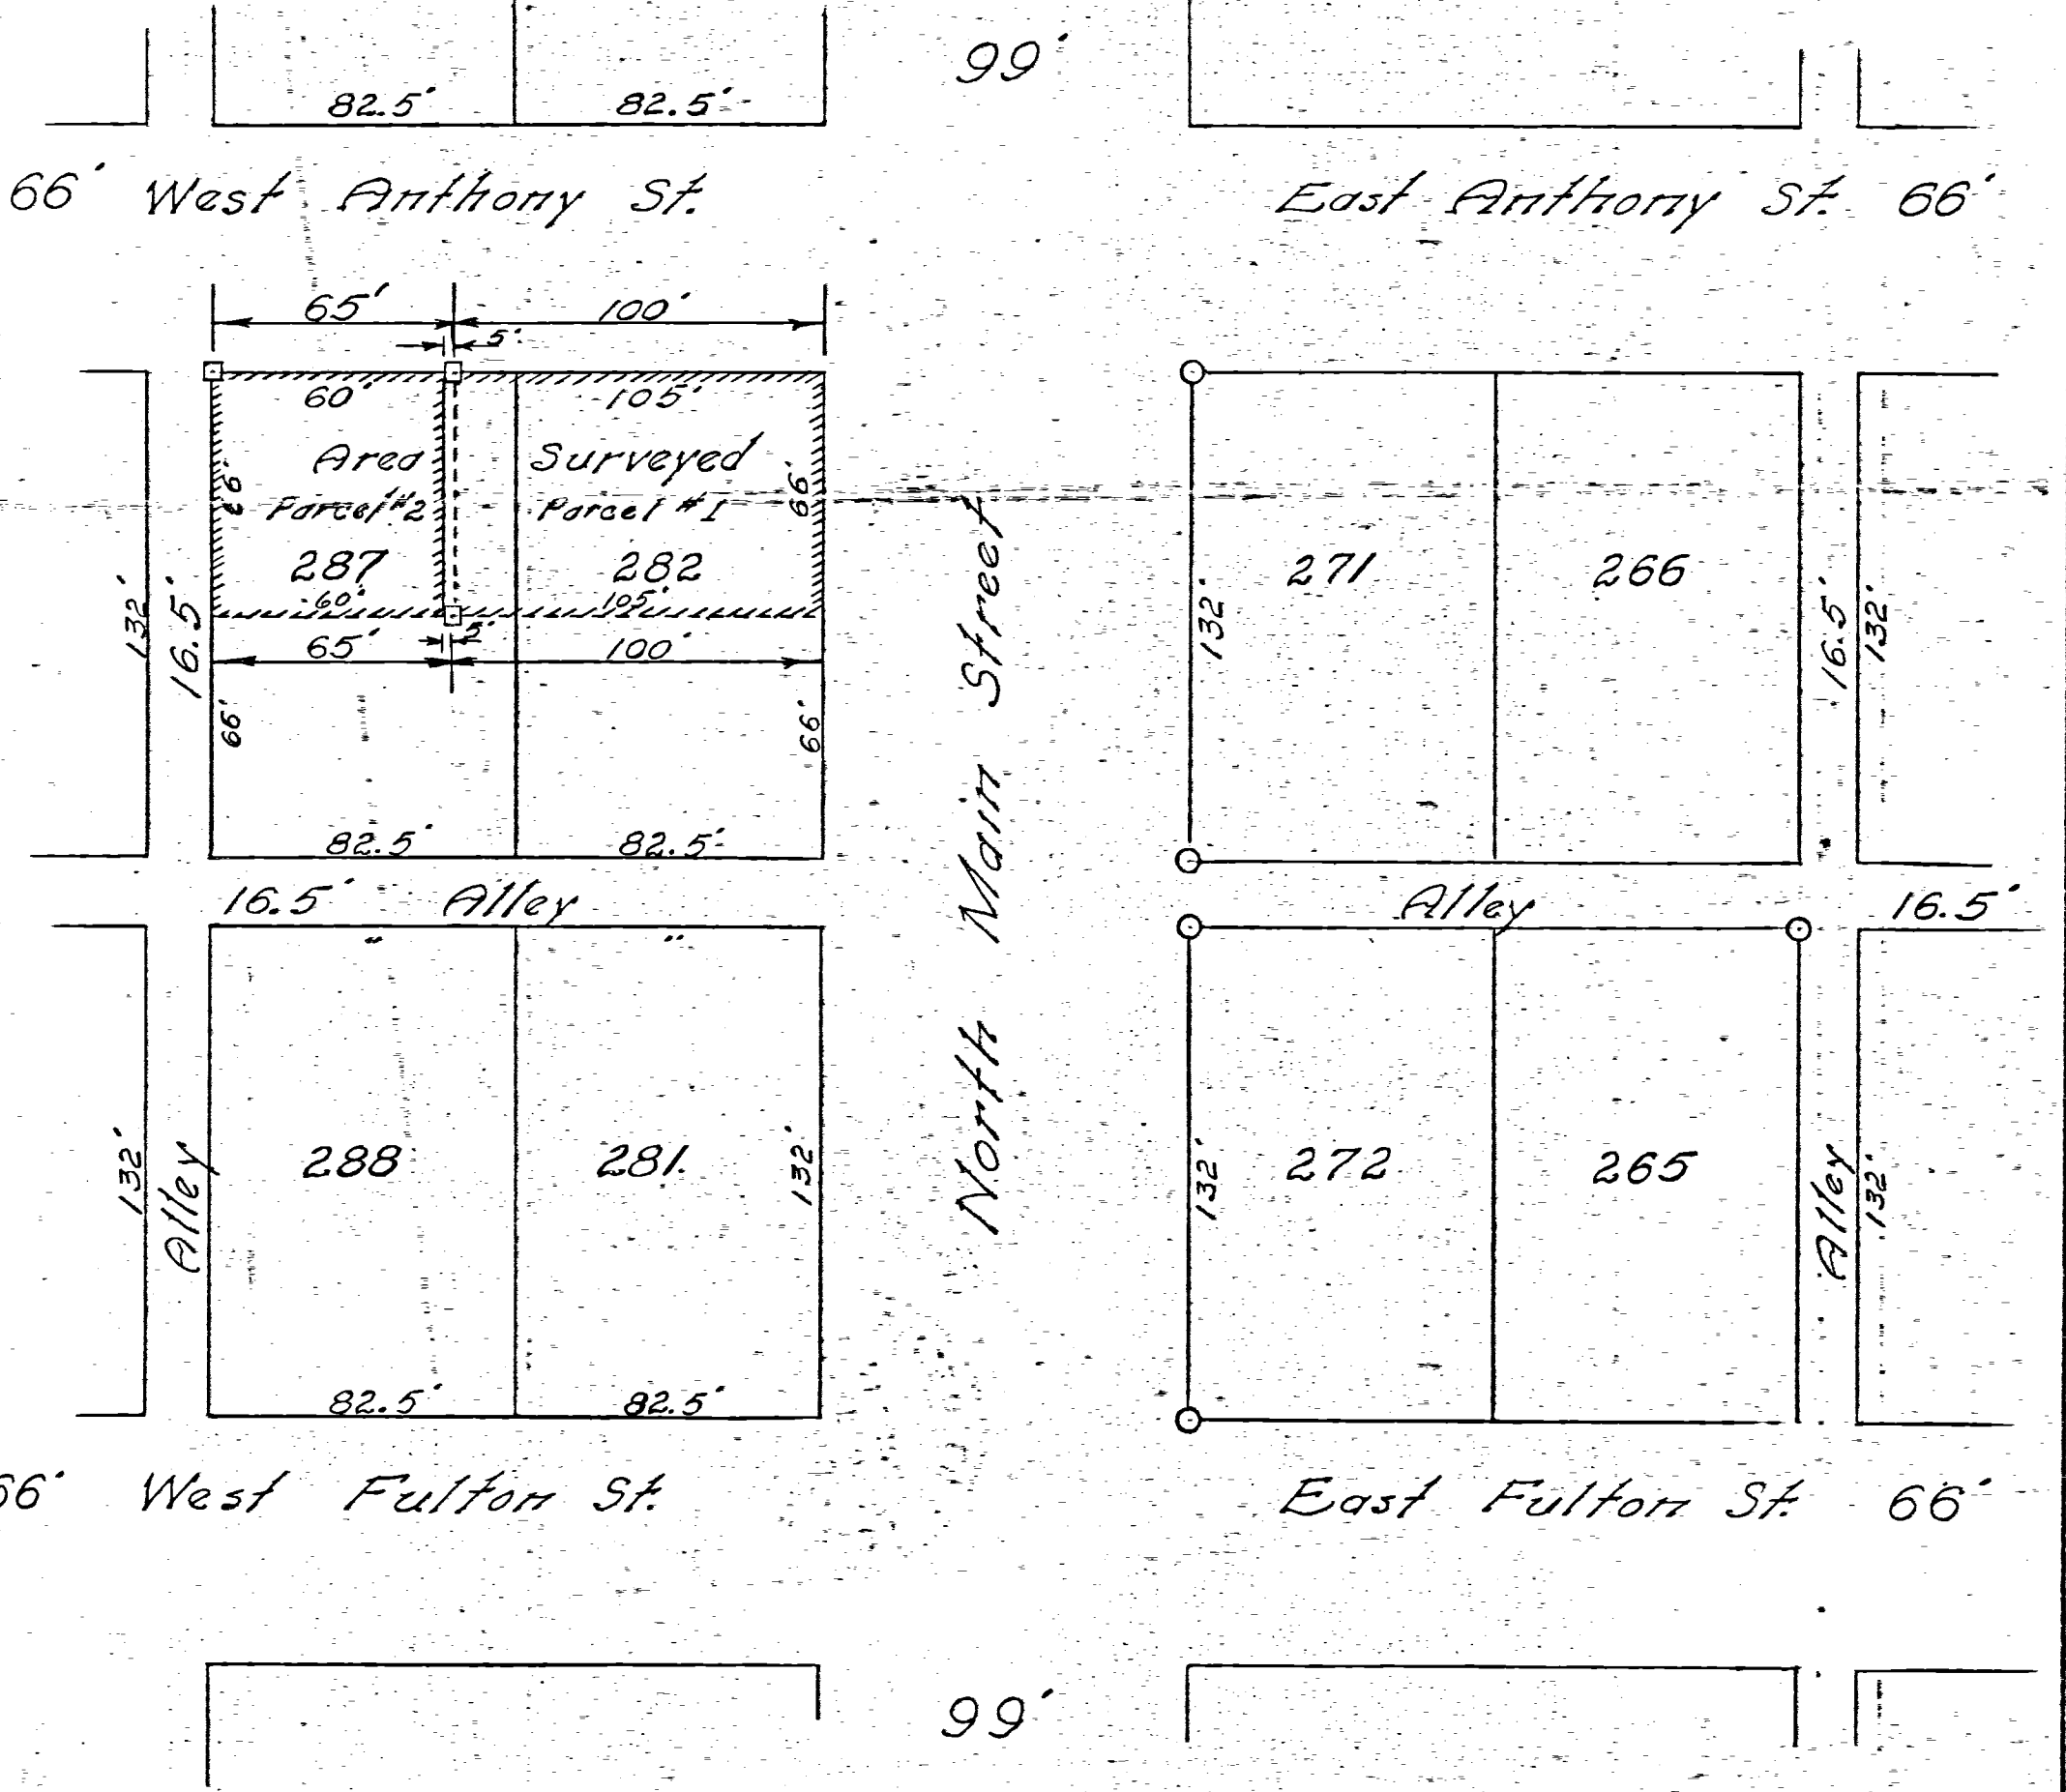 99'
82.5' 82.5'
66' West Anthony St.
East Anthony St. 66'
65' 100'
5'
60' 105'
Area Surveyed
66' Parcel #2 Parcel #1 66'
287 282
60' 105'
65' 5' 100'
132' 16.5'
66' 66'
82.5' 82.5'
271 266
132' 16.5' 132'
North Main Street
16.5' Alley
Alley 16.5'
" "
288 281
132' Alley 132'
82.5' 82.5'
272 265
132' Alley 132'
66' West Fulton St.
East Fulton St. 66'
99'